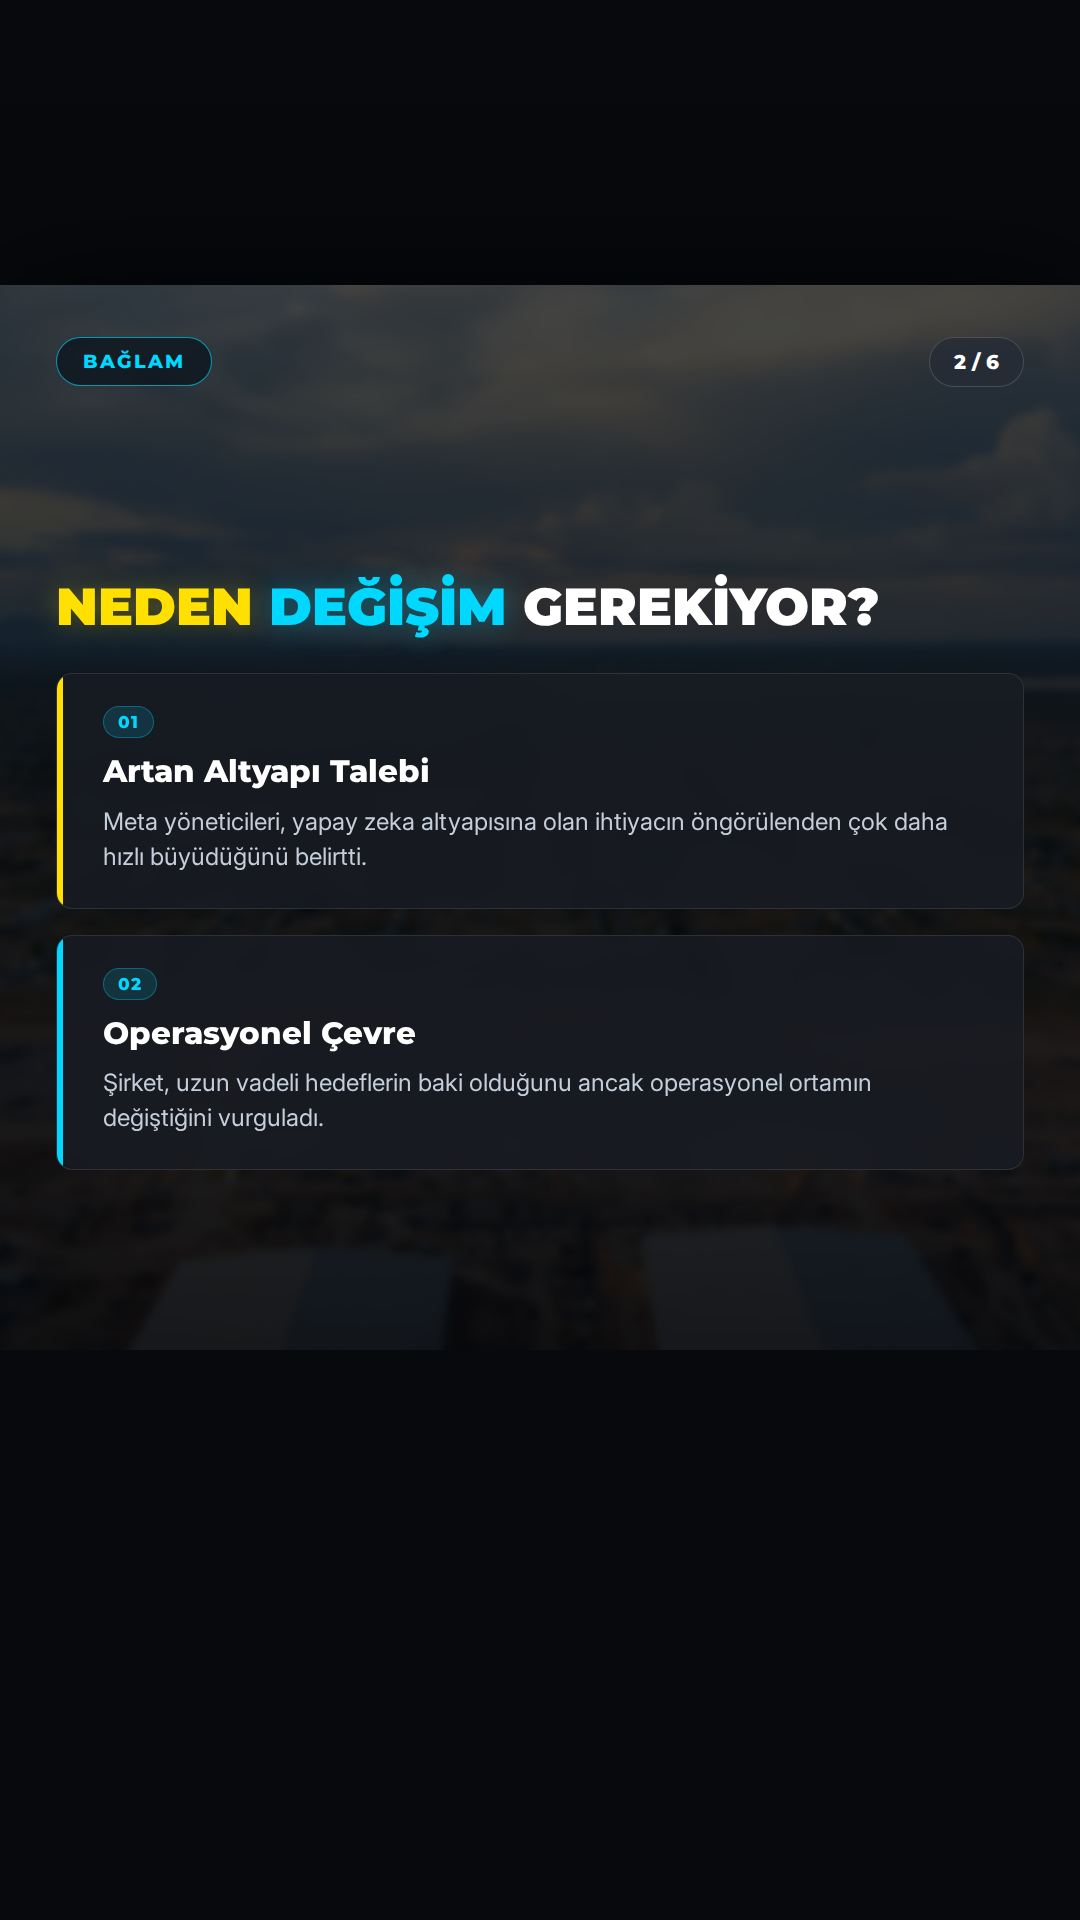 BAĞLAM
2 / 6
NEDEN DEĞİŞİM GEREKİYOR?
01
Artan Altyapı Talebi
Meta yöneticileri, yapay zeka altyapısına olan ihtiyacın öngörülenden çok daha
hızlı büyüdüğünü belirtti.
02
Operasyonel Çevre
Şirket, uzun vadeli hedeflerin baki olduğunu ancak operasyonel ortamın
değiştiğini vurguladı.